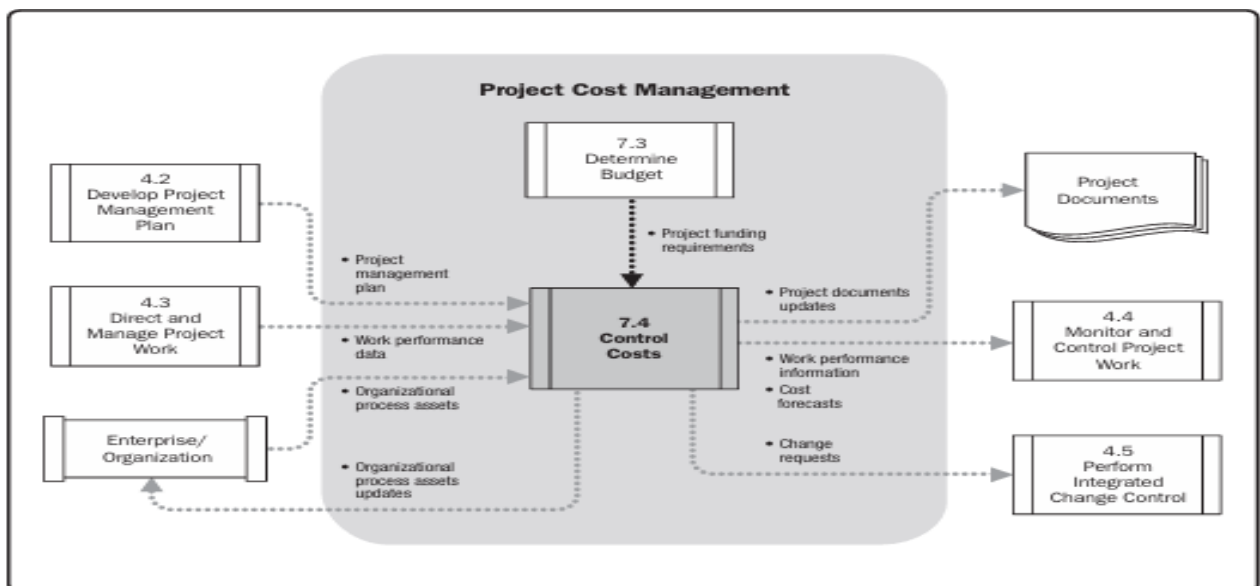 Project Cost Management
7.3
Determine
Budget
4.2
Develop Project
Management
Plan
Project
Documents
• Project funding
requirements
• Project
management
plan
4.3
Direct and
Manage Project
Work
• Work performance
data
7.4
Control
Costs
• Project documents
updates
4.4
Monitor and
Control Project
Work
• Work performance
information
• Cost
forecasts
• Organizational
process assets
Enterprise/
Organization
• Organizational
process assets
updates
• Change
requests
4.5
Perform
Integrated
Change Control